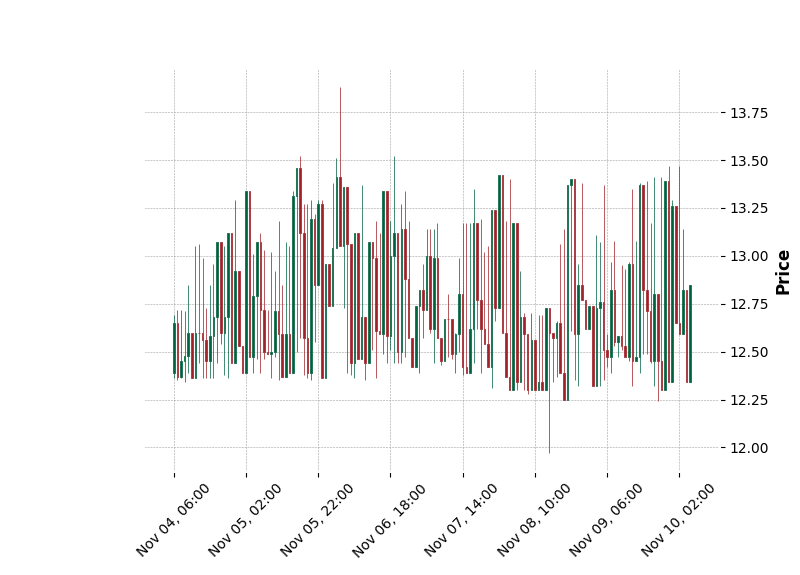 13.75
13.50
13.25
13.00
12.75
12.50
12.25
12.00
Price
Nov 04, 06:00
Nov 05, 02:00
Nov 05, 22:00
Nov 06, 18:00
Nov 07, 14:00
Nov 08, 10:00
Nov 09, 06:00
Nov 10, 02:00